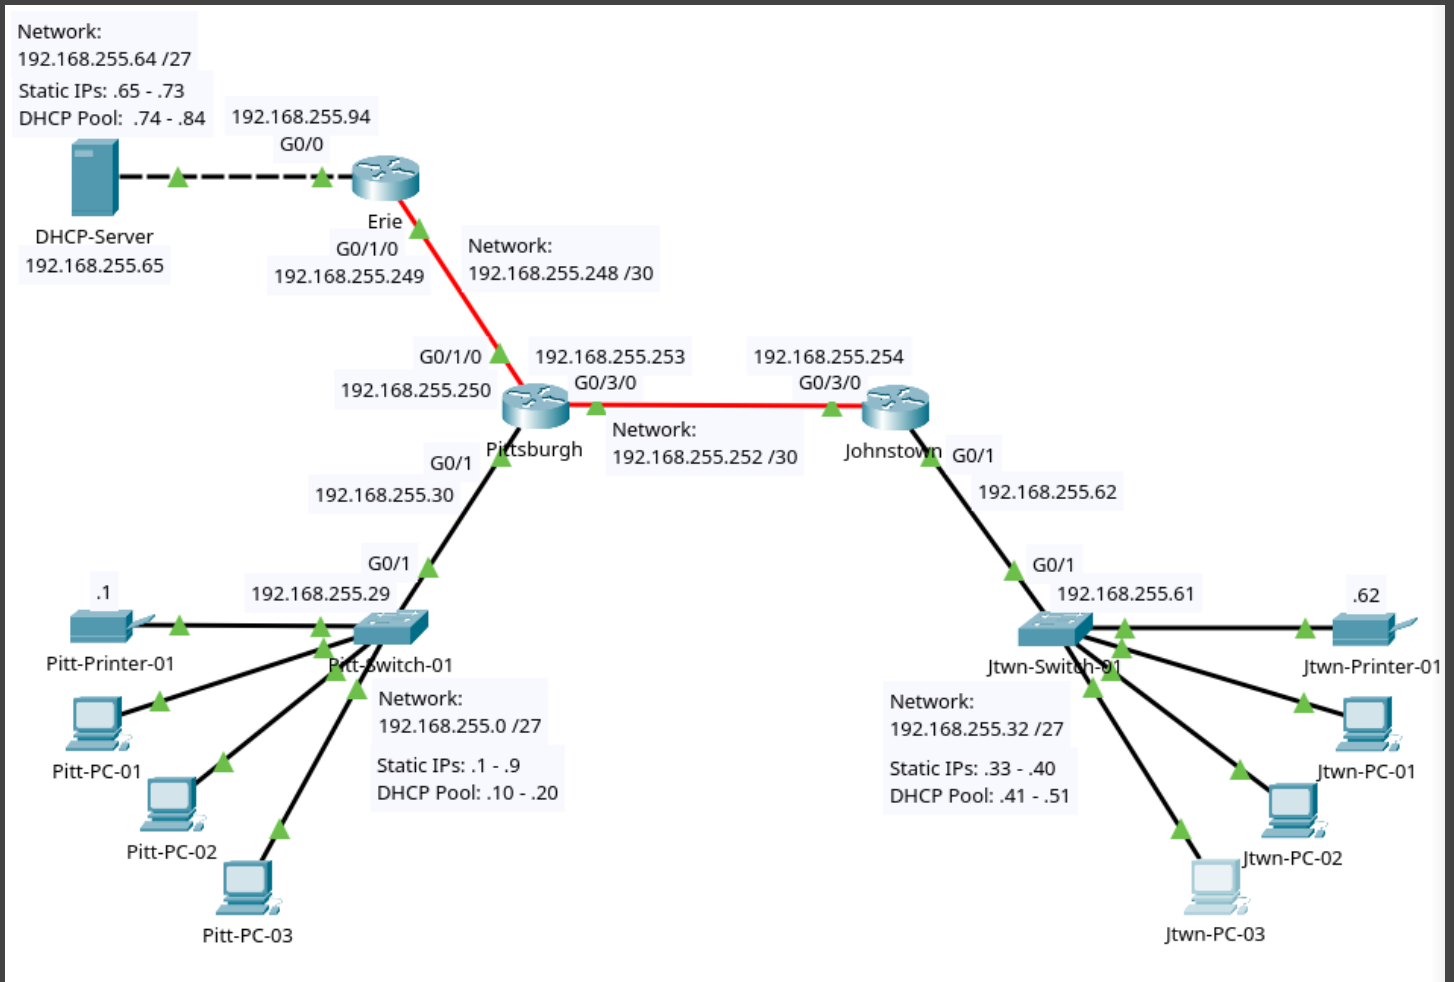 Network:
192.168.255.64 /27
Static IPs: .65 - .73
DHCP Pool:  .74 - .84
192.168.255.94
G0/0
DHCP-Server
192.168.255.65
Erie
G0/1/0
192.168.255.249
Network:
192.168.255.248 /30
G0/1/0
192.168.255.250
192.168.255.253
G0/3/0
192.168.255.254
G0/3/0
Pittsburgh
Network:
192.168.255.252 /30
Johnstown
G0/1
192.168.255.30
G0/1
192.168.255.62
G0/1
192.168.255.29
G0/1
192.168.255.61
.1
Pitt-Printer-01
Pitt-Switch-01
Pitt-PC-01
Pitt-PC-02
Pitt-PC-03
Network:
192.168.255.0 /27
Static IPs: .1 - .9
DHCP Pool: .10 - .20
.62
Jtwn-Switch-01
Jtwn-Printer-01
Network:
192.168.255.32 /27
Static IPs: .33 - .40
DHCP Pool: .41 - .51
Jtwn-PC-01
Jtwn-PC-02
Jtwn-PC-03